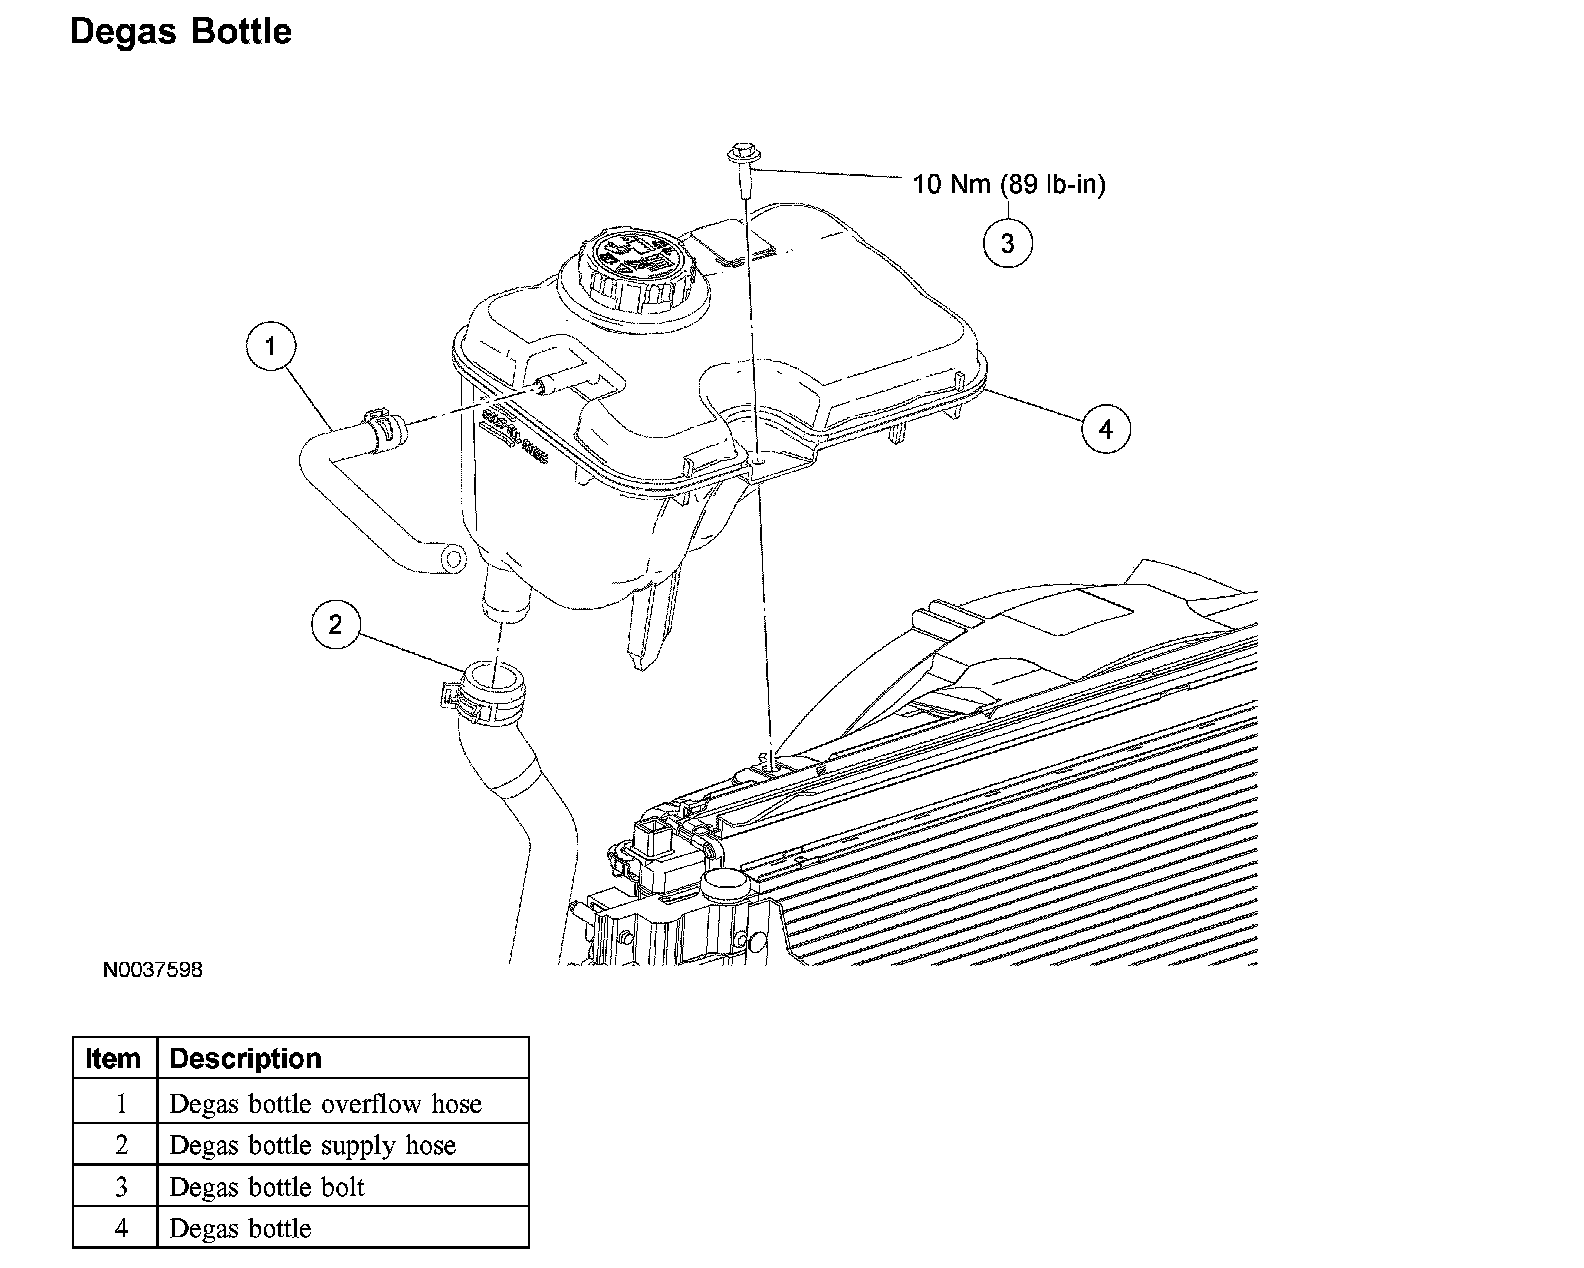 Degas Bottle
10 Nm (89 lb-in)
3
1
4
2
N0037598
Item Description
1 Degas bottle overflow hose
2 Degas bottle supply hose
3 Degas bottle bolt
4 Degas bottle